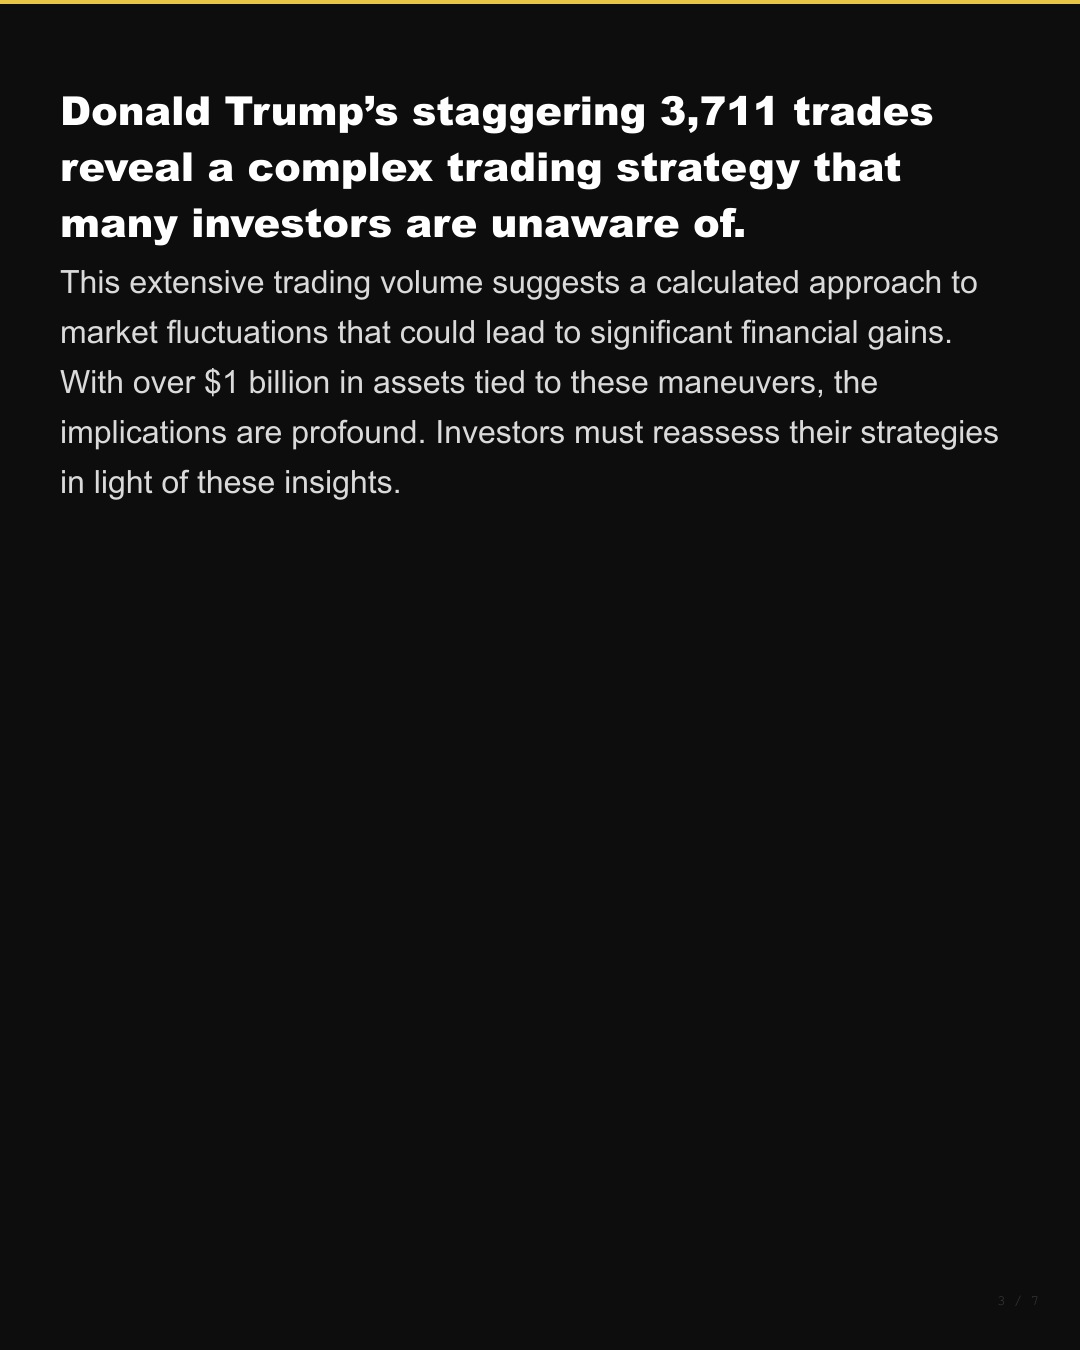 Donald Trump’s staggering 3,711 trades
reveal a complex trading strategy that
many investors are unaware of.
This extensive trading volume suggests a calculated approach to
market fluctuations that could lead to significant financial gains.
With over $1 billion in assets tied to these maneuvers, the
implications are profound. Investors must reassess their strategies
in light of these insights.
3 / 7